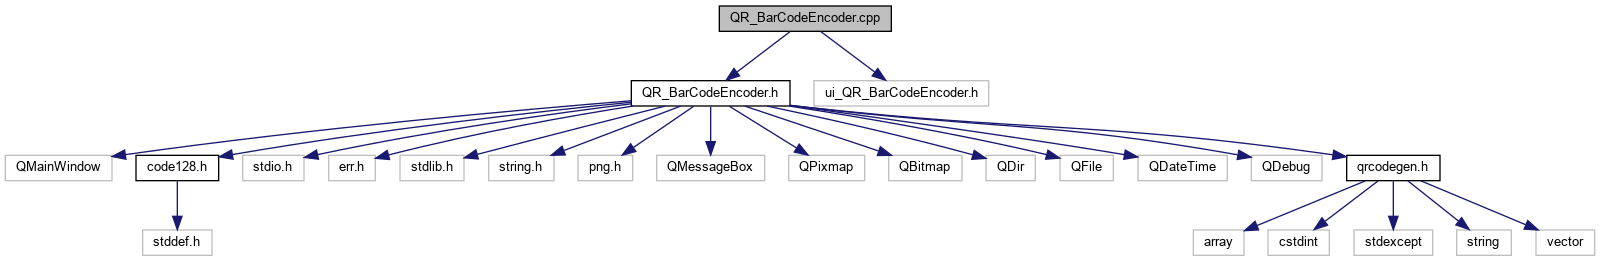 QR_BarCodeEncoder.cpp
QR_BarCodeEncoder.h
ui_QR_BarCodeEncoder.h
QMainWindow
code128.h
stdio.h
err.h
stdlib.h
string.h
png.h
QMessageBox
QPixmap
QBitmap
QDir
QFile
QDateTime
QDebug
qrcodegen.h
stddef.h
array
cstdint
stdexcept
string
vector